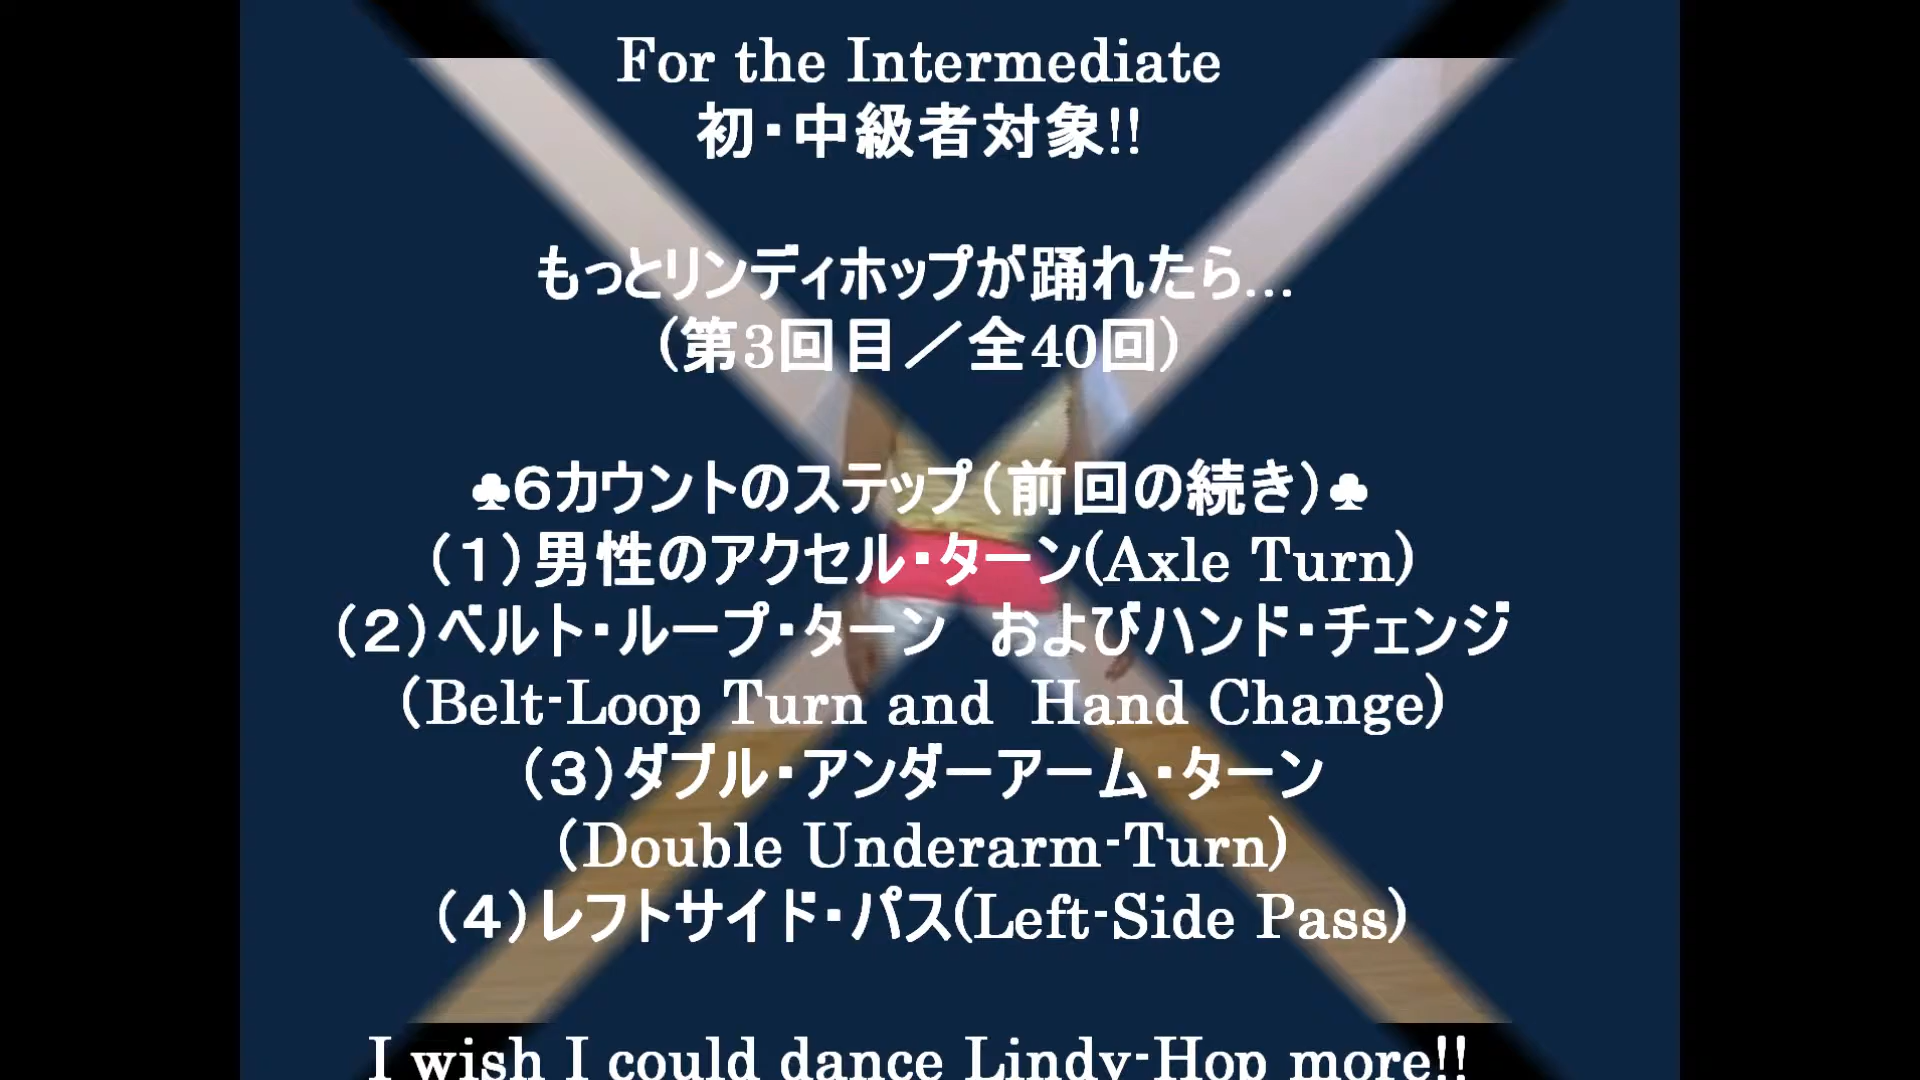 For the Intermediate
初・中級者対象!!
もっとリンディホップが踊れたら...
(第3回目／全40回)
♣６カウントのステップ（前回の続き）♣
（１）男性のアクセル・ターン(Axle Turn)
（２）ベルト・ループ・ターン　およびハンド・チェンジ
(Belt-Loop Turn and  Hand Change)
（３）ダブル・アンダーアーム・ターン
(Double Underarm-Turn)
（４）レフトサイド・パス(Left-Side Pass)
I wish I could dance Lindy-Hop more!!